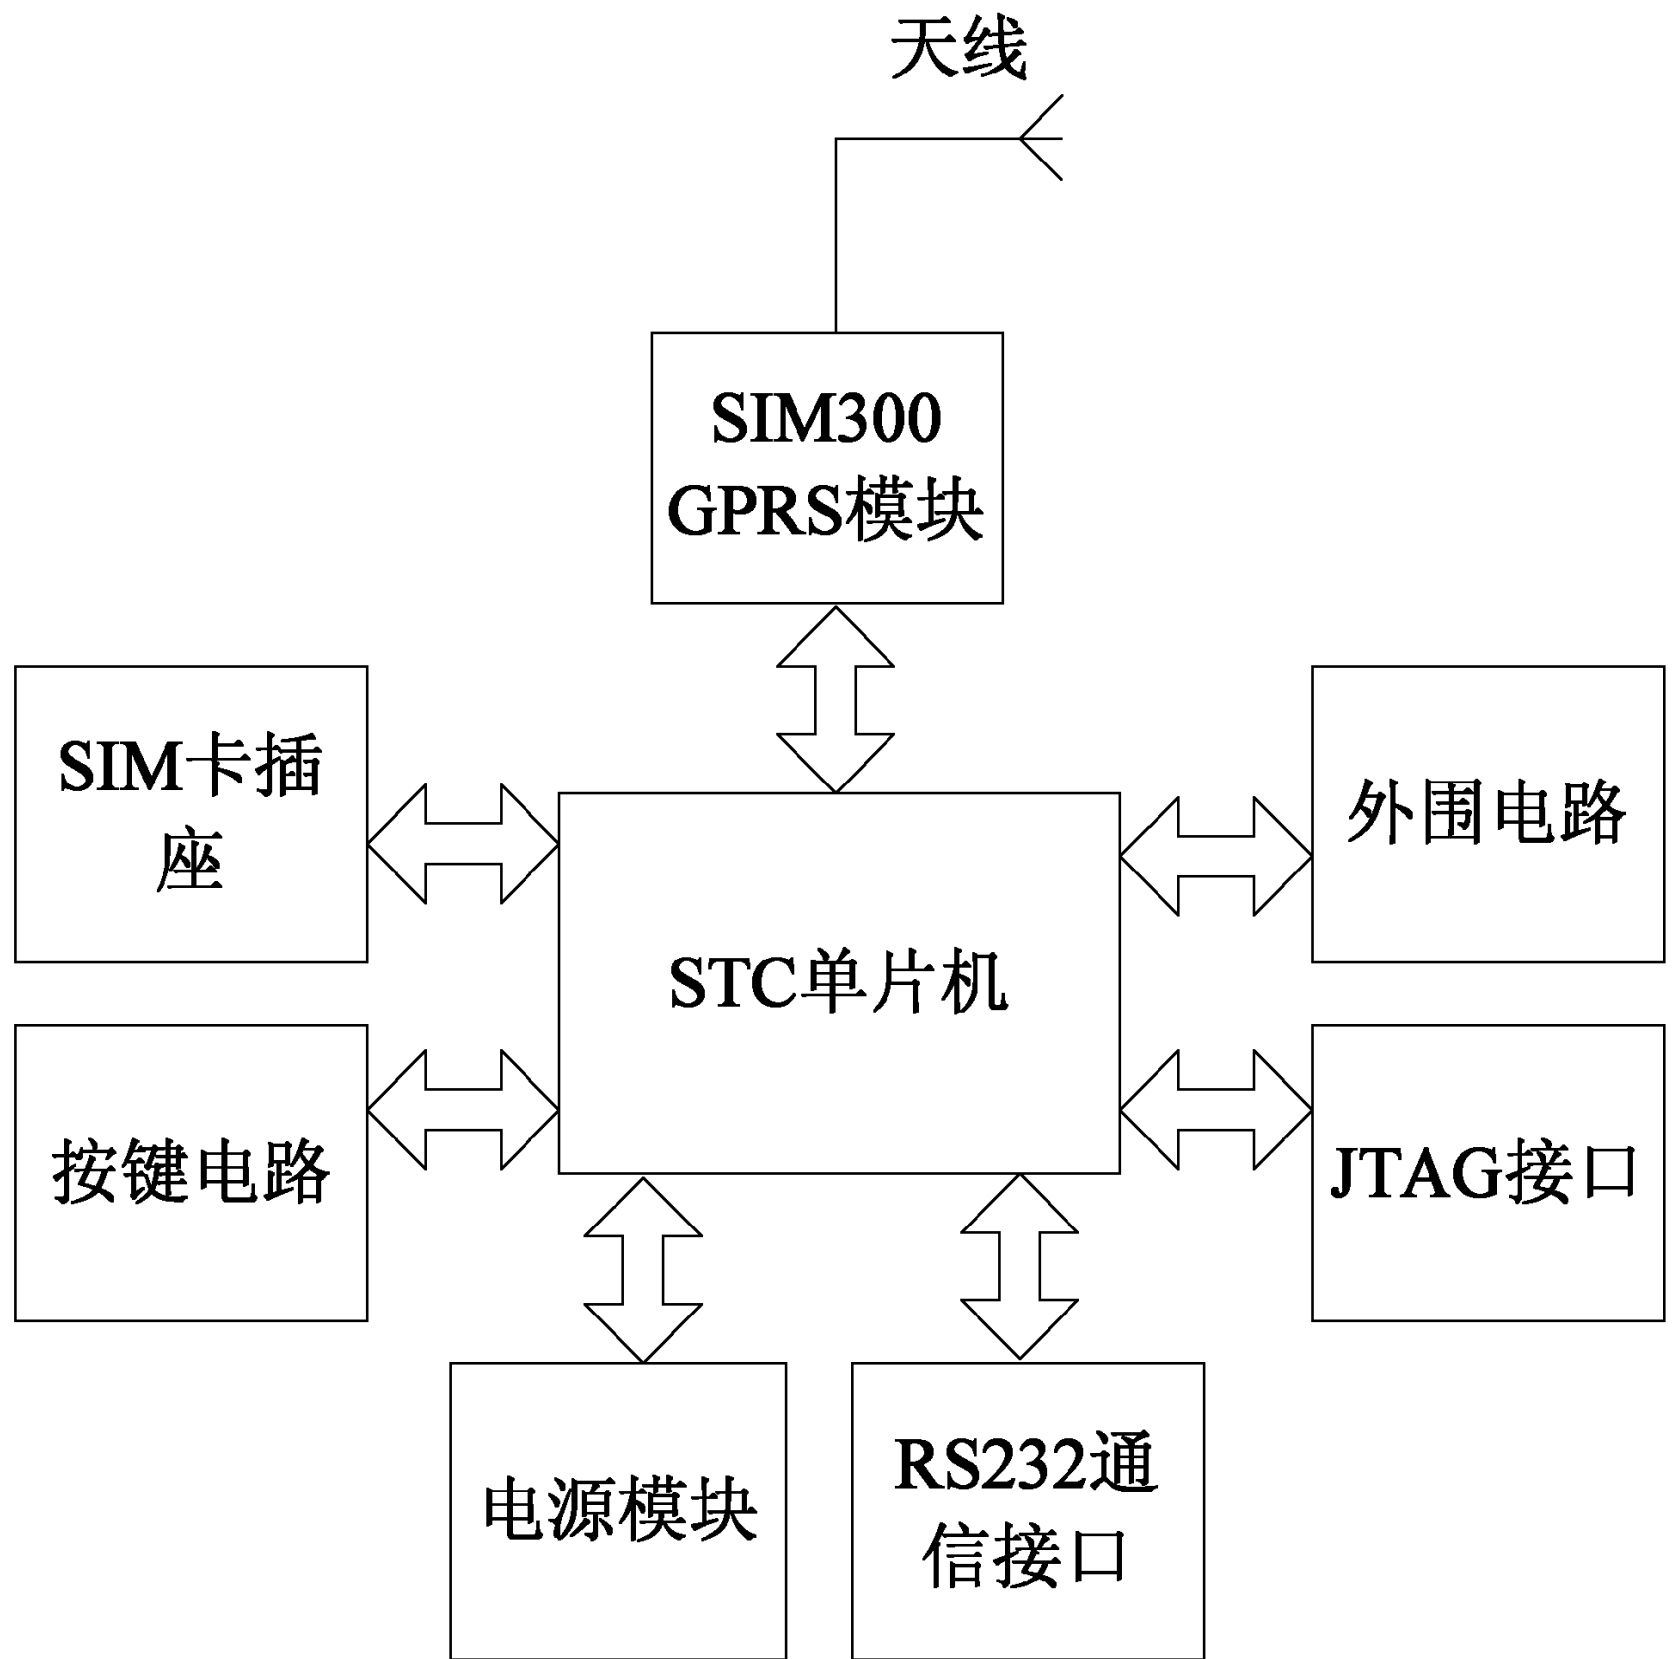 天线
SIM300
GPRS模块
SIM卡插
座
外围电路
STC单片机
按键电路
JTAG接口
电源模块
RS232通
信接口